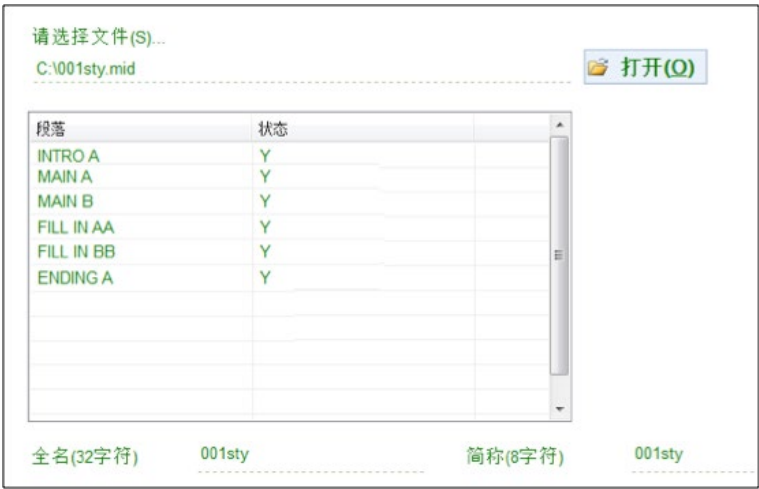 请选择文件(S)...
C:\001sty.mid
打开(O)
段落 状态
INTRO A Y
MAIN A Y
MAIN B Y
FILL IN AA Y
FILL IN BB Y
ENDING A Y
全名(32字符) 001sty 简称(8字符) 001sty